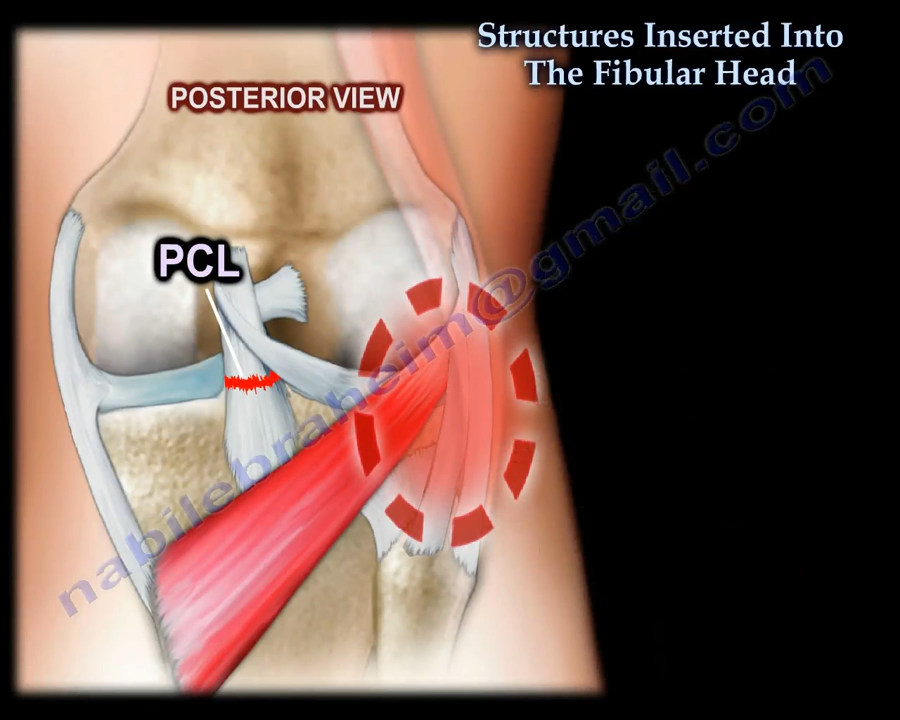 Structures Inserted Into
The Fibular Head
POSTERIOR VIEW
PCL
nabilebraheim@gmail.com